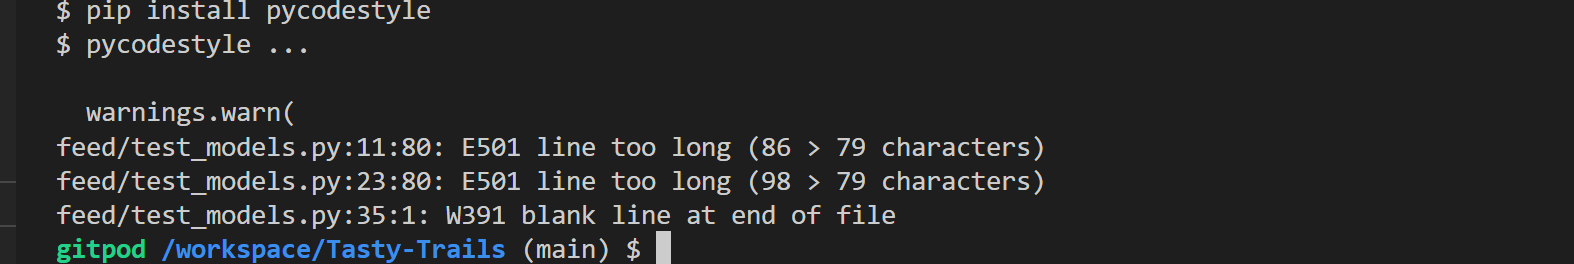 $ pip install pycodestyle
$ pycodestyle ...
warnings.warn(
feed/test_models.py:11:80: E501 line too long (86 > 79 characters)
feed/test_models.py:23:80: E501 line too long (98 > 79 characters)
feed/test_models.py:35:1: W391 blank line at end of file
gitpod /workspace/Tasty-Trails (main) $